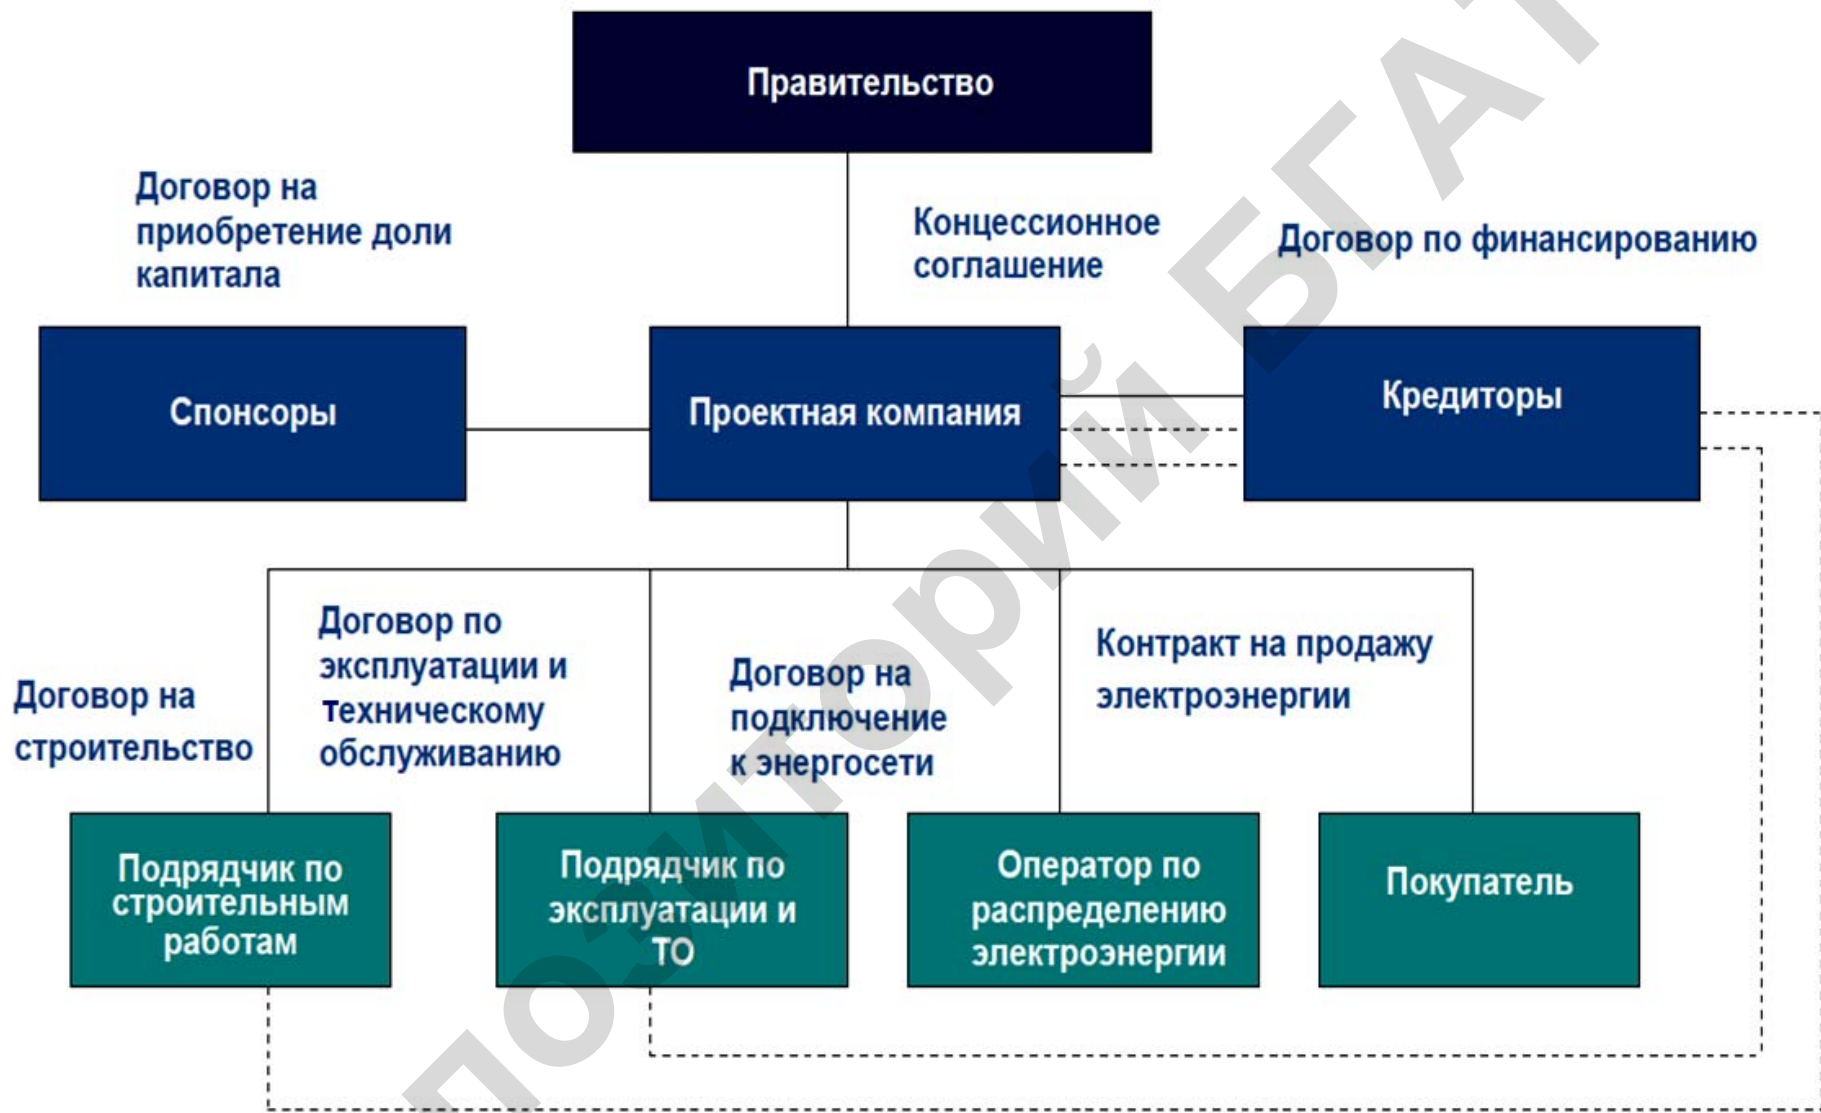 Правительство
Договор на
приобретение доли
капитала
Концессионное
соглашение
Договор по финансированию
Спонсоры
Проектная компания
Кредиторы
Договор на
строительство
Договор по
эксплуатации и
техническому
обслуживанию
Договор на
подключение
к энергосети
Контракт на продажу
электроэнергии
Подрядчик по
строительным
работам
Подрядчик по
эксплуатации и
ТО
Оператор по
распределению
электроэнергии
Покупатель
позиторий БГАТ